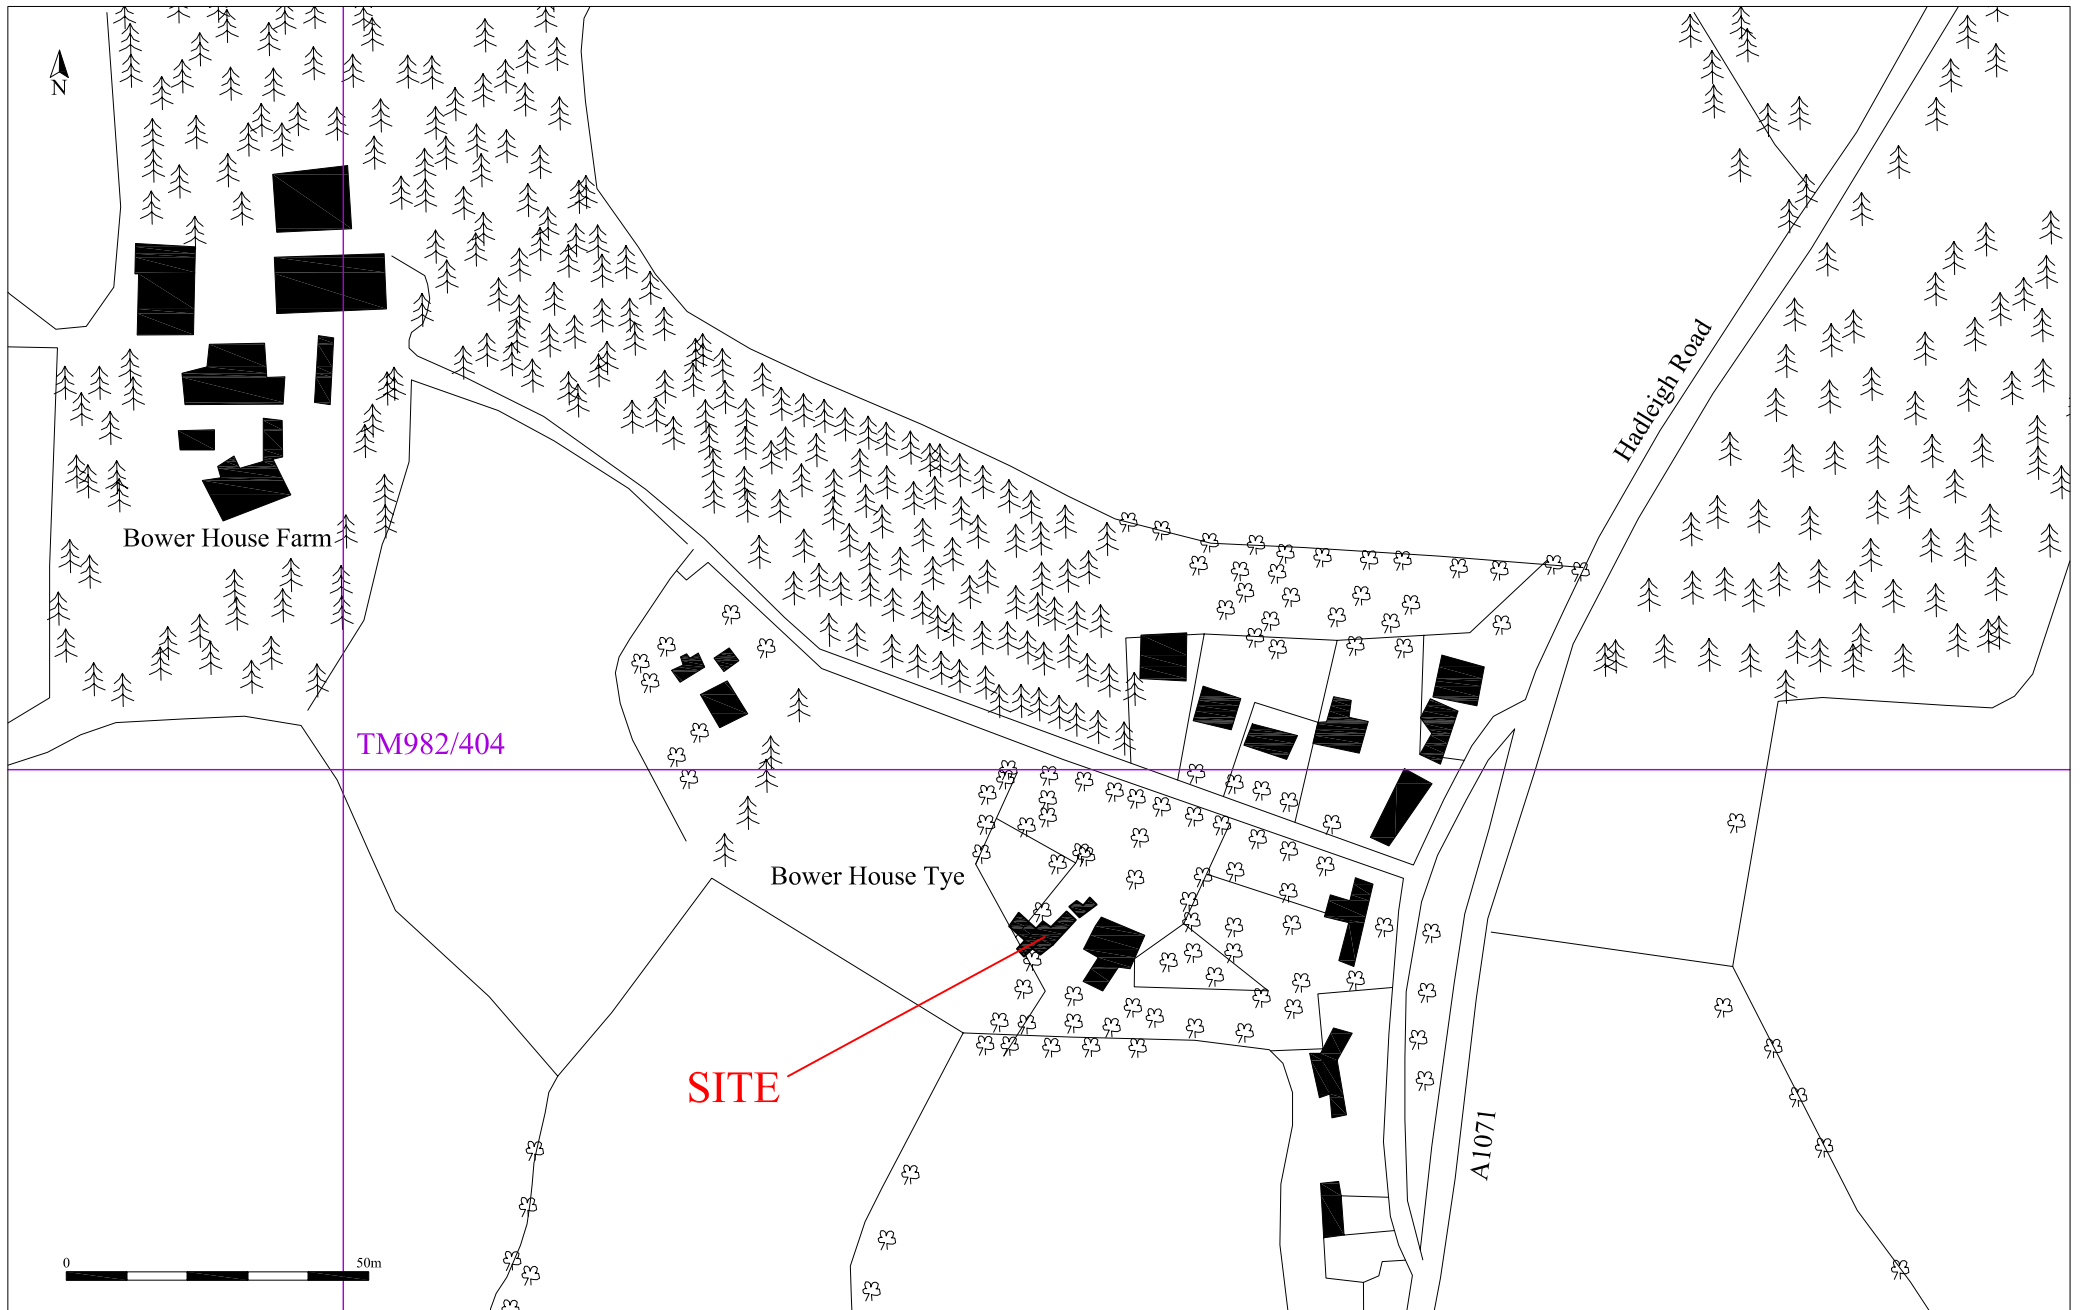 N
Hadleigh Road
Bower House Farm
TM982/404
Bower House Tye
SITE
A1071
0 50m